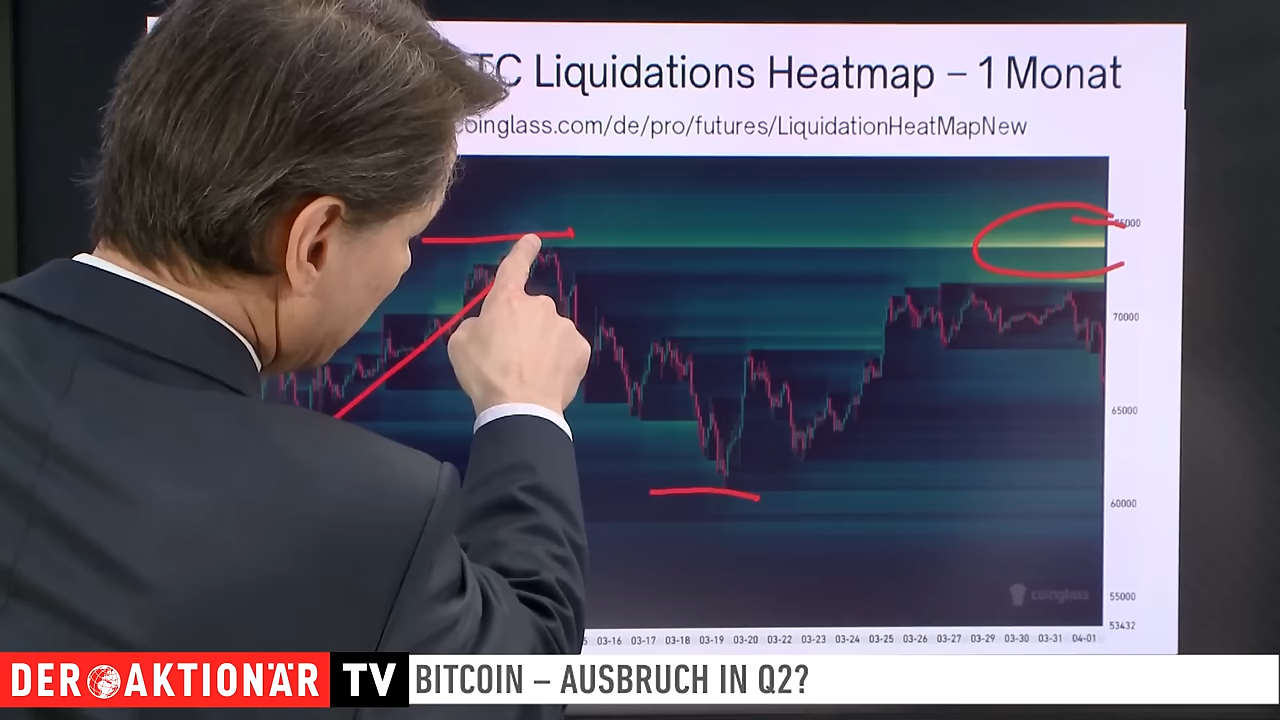 TC Liquidations Heatmap – 1 Monat
coinglass.com/de/pro/futures/LiquidationHeatMapNew
75000
70000
65000
60000
coinglass
55000
53432
5 03-16 03-17 03-18 03-19 03-20 03-22 03-23 03-24 03-25 03-26 03-27 03-29 03-30 03-31 04-01
DER AKTIONÄR TV BITCOIN – AUSBRUCH IN Q2?